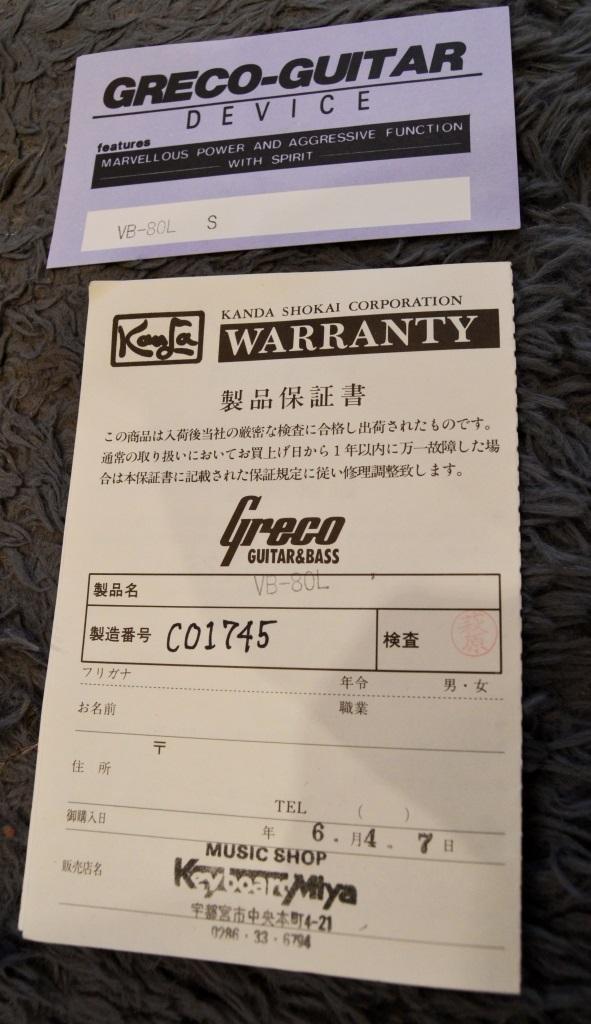 GRECO-GUITAR
DEVICE
features
MARVELLOUS POWER AND AGGRESSIVE FUNCTION
WITH SPIRIT
VB-80L S
Kanda
KANDA SHOKAI CORPORATION
WARRANTY
製品保証書
この商品は入荷後当社の厳密な検査に合格し出荷されたものです。
通常の取り扱いにおいてお買上げ日から1年以内に万一故障した場
合は本保証書に記載された保証規定に従い修理調整致します。
Greco
GUITAR&BASS
製品名 VB-80L
製造番号 C01745 検査 萩原
フリガナ 年令 男・女
お名前 職業
〒
住所
TEL ( )
御購入日 年 6. 月4. 7日
MUSIC SHOP
販売店名 Keyboard Miya
宇都宮市中央本町4-21
0286・33・6794